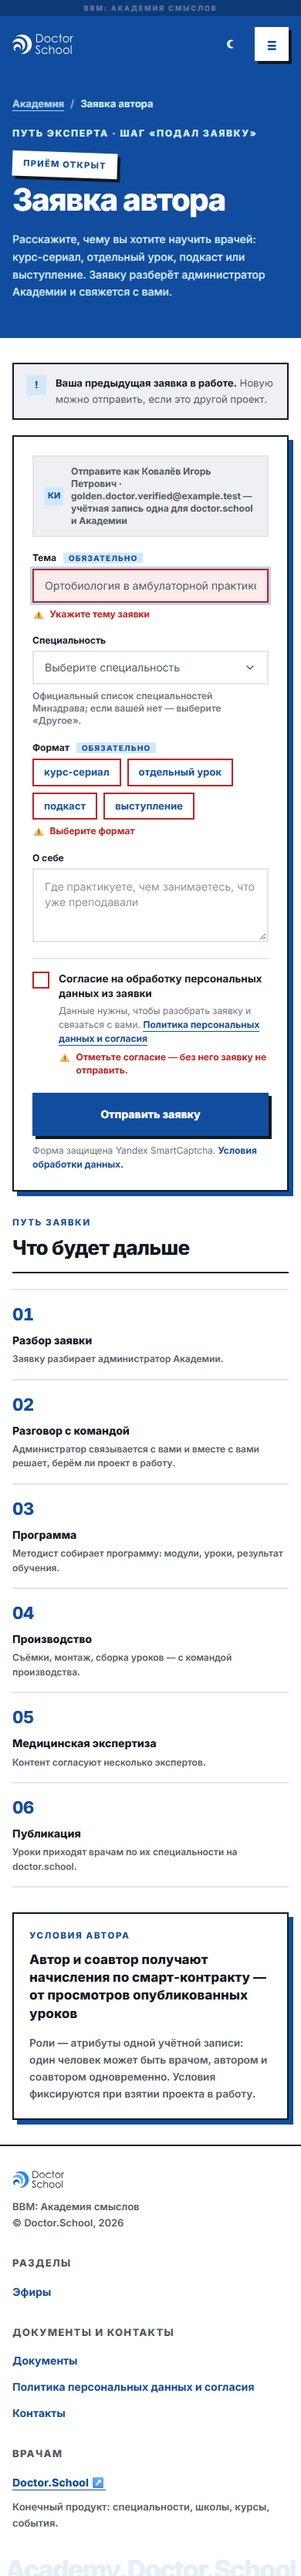 ВВМ: АКАДЕМИЯ СМЫСЛОВ
Doctor
School
Академия / Заявка автора
ПУТЬ ЭКСПЕРТА · ШАГ «ПОДАЛ ЗАЯВКУ»
ПРИЁМ ОТКРЫТ
Заявка автора
Расскажите, чему вы хотите научить врачей:
курс-сериал, отдельный урок, подкаст или
выступление. Заявку разберёт администратор
Академии и свяжется с вами.
!
Ваша предыдущая заявка в работе. Новую
можно отправить, если это другой проект.
КИ
Отправите как Ковалёв Игорь
Петрович ·
golden.doctor.verified@example.test —
учётная запись одна для doctor.school
и Академии
Тема ОБЯЗАТЕЛЬНО
Ортобиология в амбулаторной практике
Укажите тему заявки
Специальность
Выберите специальность
Официальный список специальностей
Минздрава; если вашей нет — выберите
«Другое».
Формат ОБЯЗАТЕЛЬНО
курс-сериал отдельный урок
подкаст выступление
Выберите формат
О себе
Где практикуете, чем занимаетесь, что
уже преподавали
Согласие на обработку персональных
данных из заявки
Данные нужны, чтобы разобрать заявку и
связаться с вами. Политика персональных
данных и согласия
Отметьте согласие — без него заявку не
отправить.
Отправить заявку
Форма защищена Yandex SmartCaptcha. Условия
обработки данных.
ПУТЬ ЗАЯВКИ
Что будет дальше
01
Разбор заявки
Заявку разбирает администратор Академии.
02
Разговор с командой
Администратор связывается с вами и вместе с вами
решает, берём ли проект в работу.
03
Программа
Методист собирает программу: модули, уроки, результат
обучения.
04
Производство
Съёмки, монтаж, сборка уроков — с командой
производства.
05
Медицинская экспертиза
Контент согласуют несколько экспертов.
06
Публикация
Уроки приходят врачам по их специальности на
doctor.school.
УСЛОВИЯ АВТОРА
Автор и соавтор получают
начисления по смарт-контракту —
от просмотров опубликованных
уроков
Роли — атрибуты одной учётной записи:
один человек может быть врачом, автором и
соавтором одновременно. Условия
фиксируются при взятии проекта в работу.
Doctor
School
ВВМ: Академия смыслов
© Doctor.School, 2026
РАЗДЕЛЫ
Эфиры
ДОКУМЕНТЫ И КОНТАКТЫ
Документы
Политика персональных данных и согласия
Контакты
ВРАЧАМ
Doctor.School
Конечный продукт: специальности, школы, курсы,
события.
Academy.Doctor.School